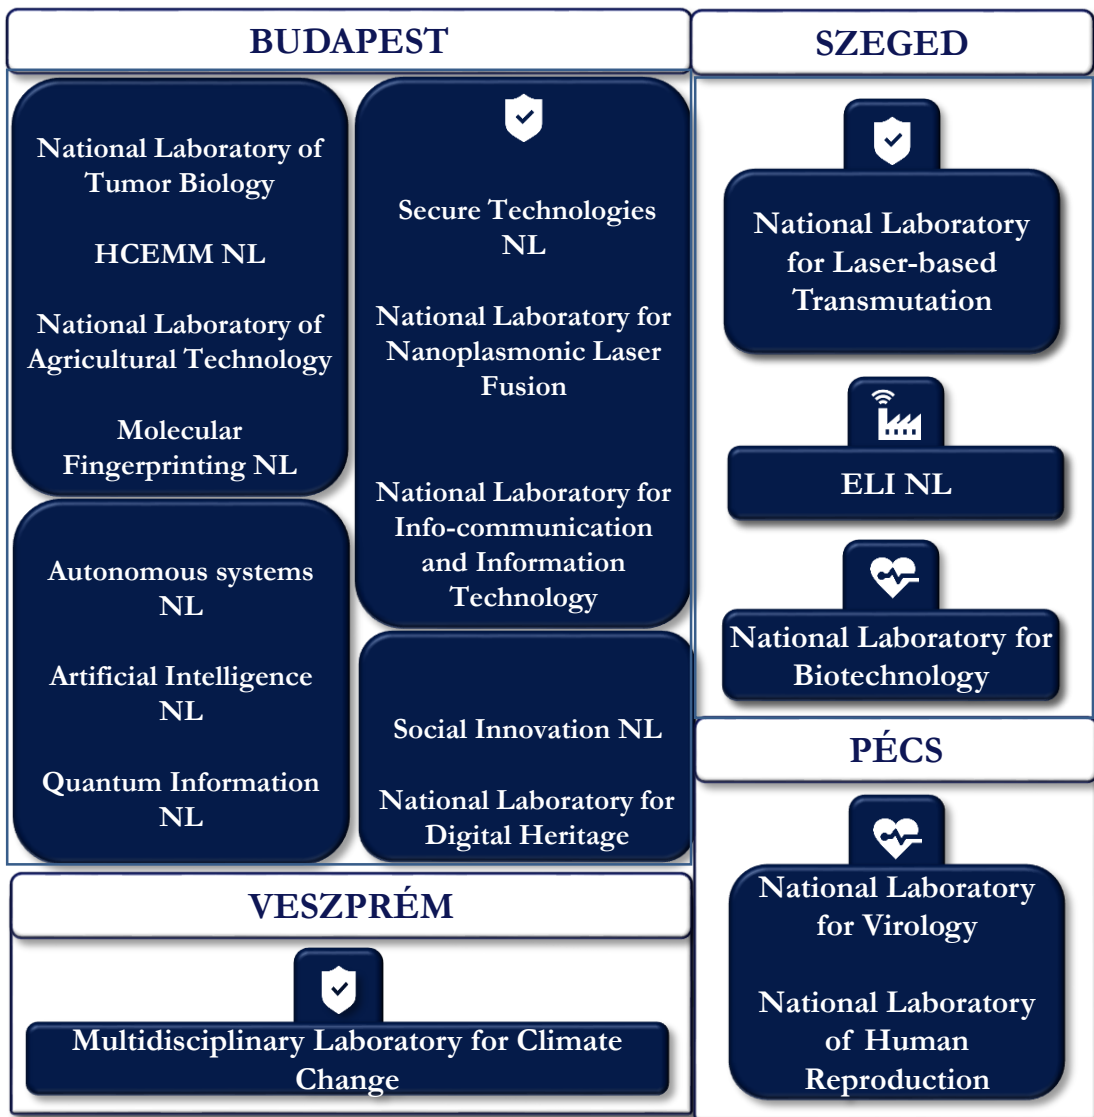 BUDAPEST
National Laboratory of
Tumor Biology
HCEMM NL
National Laboratory of
Agricultural Technology
Molecular
Fingerprinting NL
Autonomous systems
NL
Artificial Intelligence
NL
Quantum Information
NL
Secure Technologies
NL
National Laboratory for
Nanoplasmonic Laser
Fusion
National Laboratory for
Info-communication
and Information
Technology
Social Innovation NL
National Laboratory for
Digital Heritage
VESZPRÉM
Multidisciplinary Laboratory for Climate
Change
SZEGED
National Laboratory
for Laser-based
Transmutation
ELI NL
National Laboratory for
Biotechnology
PÉCS
National Laboratory
for Virology
National Laboratory
of Human
Reproduction